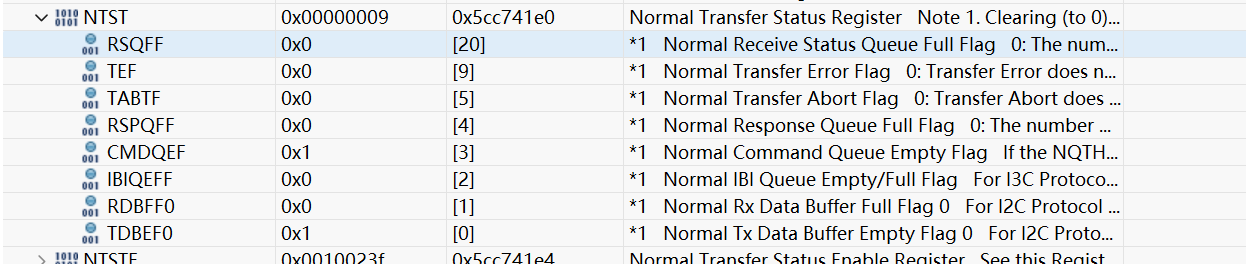 NTST 0x00000009 0x5cc741e0 Normal Transfer Status Register Note 1. Clearing (to 0)...
RSQFF 0x0 [20] *1 Normal Receive Status Queue Full Flag 0: The num...
TEF 0x0 [9] *1 Normal Transfer Error Flag 0: Transfer Error does n...
TABTF 0x0 [5] *1 Normal Transfer Abort Flag 0: Transfer Abort does ...
RSPQFF 0x0 [4] *1 Normal Response Queue Full Flag 0: The number ...
CMDQEF 0x1 [3] *1 Normal Command Queue Empty Flag If the NQTH...
IBIQEFF 0x0 [2] *1 Normal IBI Queue Empty/Full Flag For I3C Protoco...
RDBFF0 0x0 [1] *1 Normal Rx Data Buffer Full Flag 0 For I2C Protocol ...
TDBEF0 0x1 [0] *1 Normal Tx Data Buffer Empty Flag 0 For I2C Proto...
NTSTE 0x0010023f 0x5cc741e4 Normal Transfer Status Enable Register See this Regist...